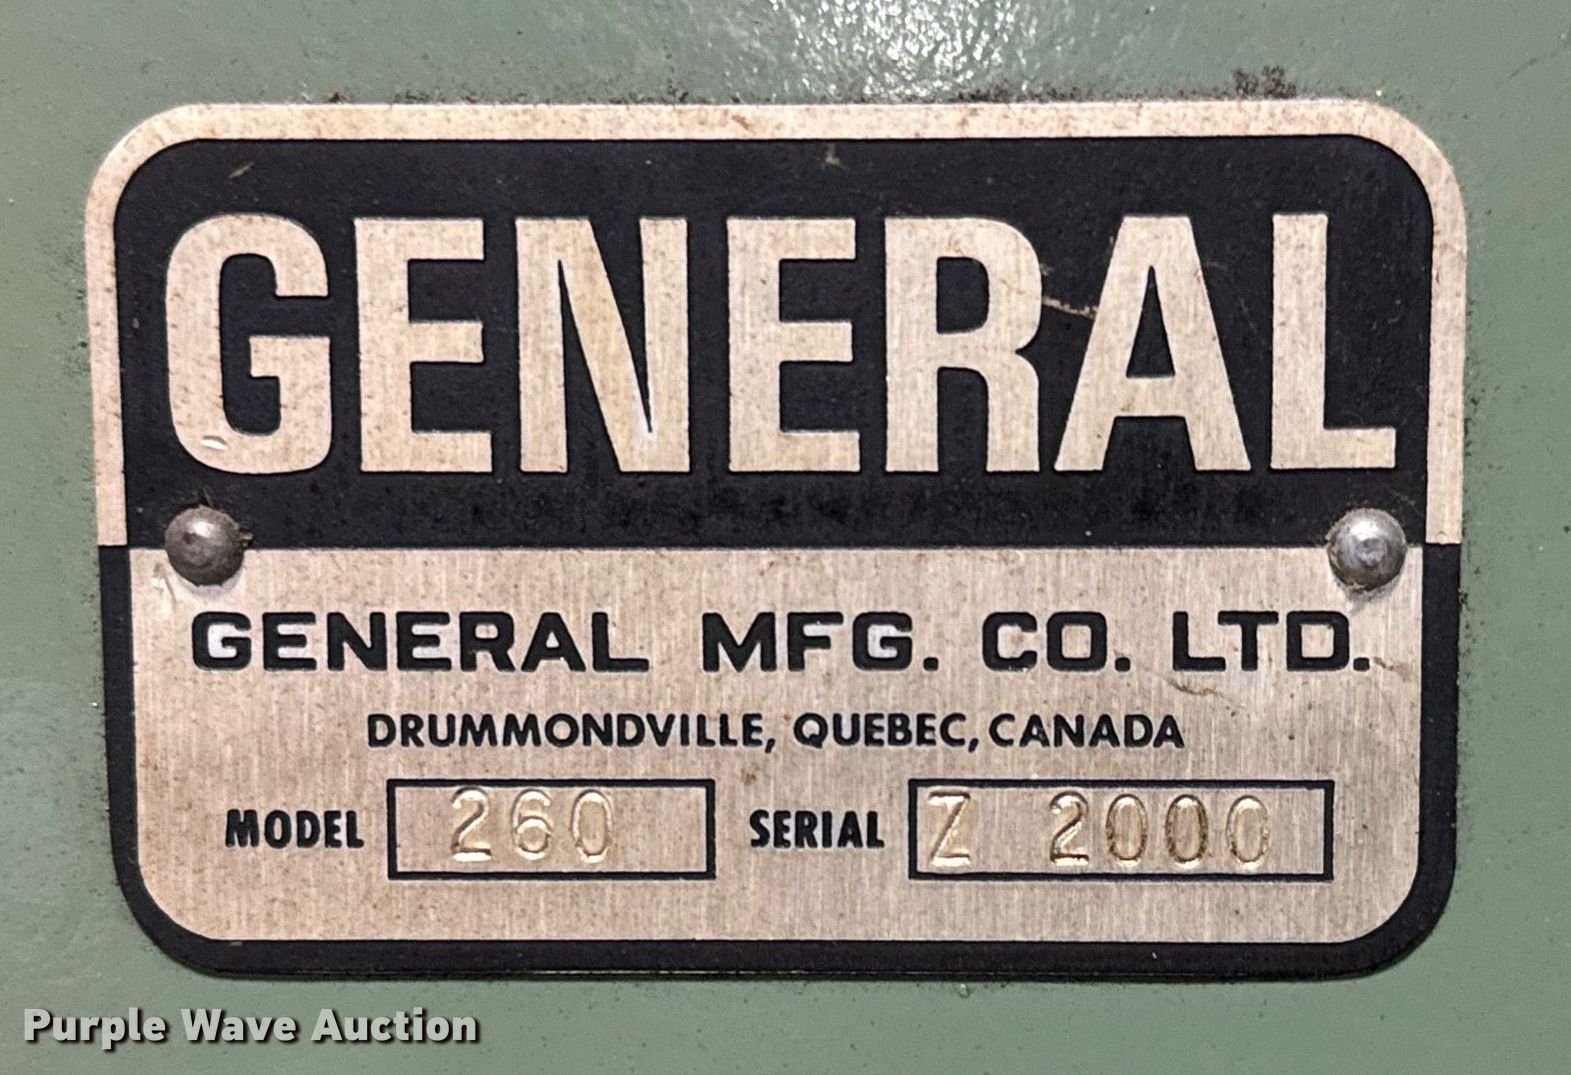 GENERAL
GENERAL MFG. CO. LTD.
DRUMMONDVILLE, QUEBEC, CANADA
MODEL 260 SERIAL Z 2000
Purple Wave Auction